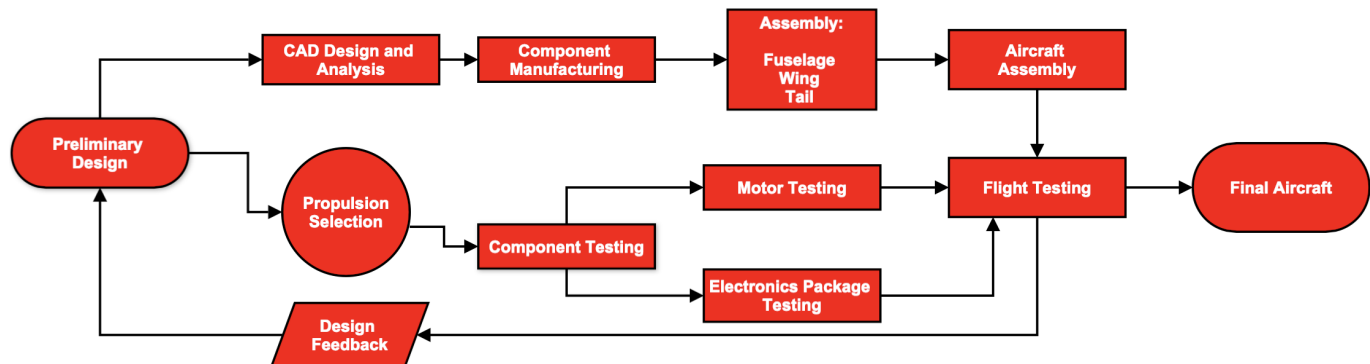 Preliminary
Design
CAD Design and
Analysis
Component
Manufacturing
Assembly:
Fuselage
Wing
Tail
Aircraft
Assembly
Propulsion
Selection
Component Testing
Motor Testing
Electronics Package
Testing
Flight Testing
Final Aircraft
Design
Feedback